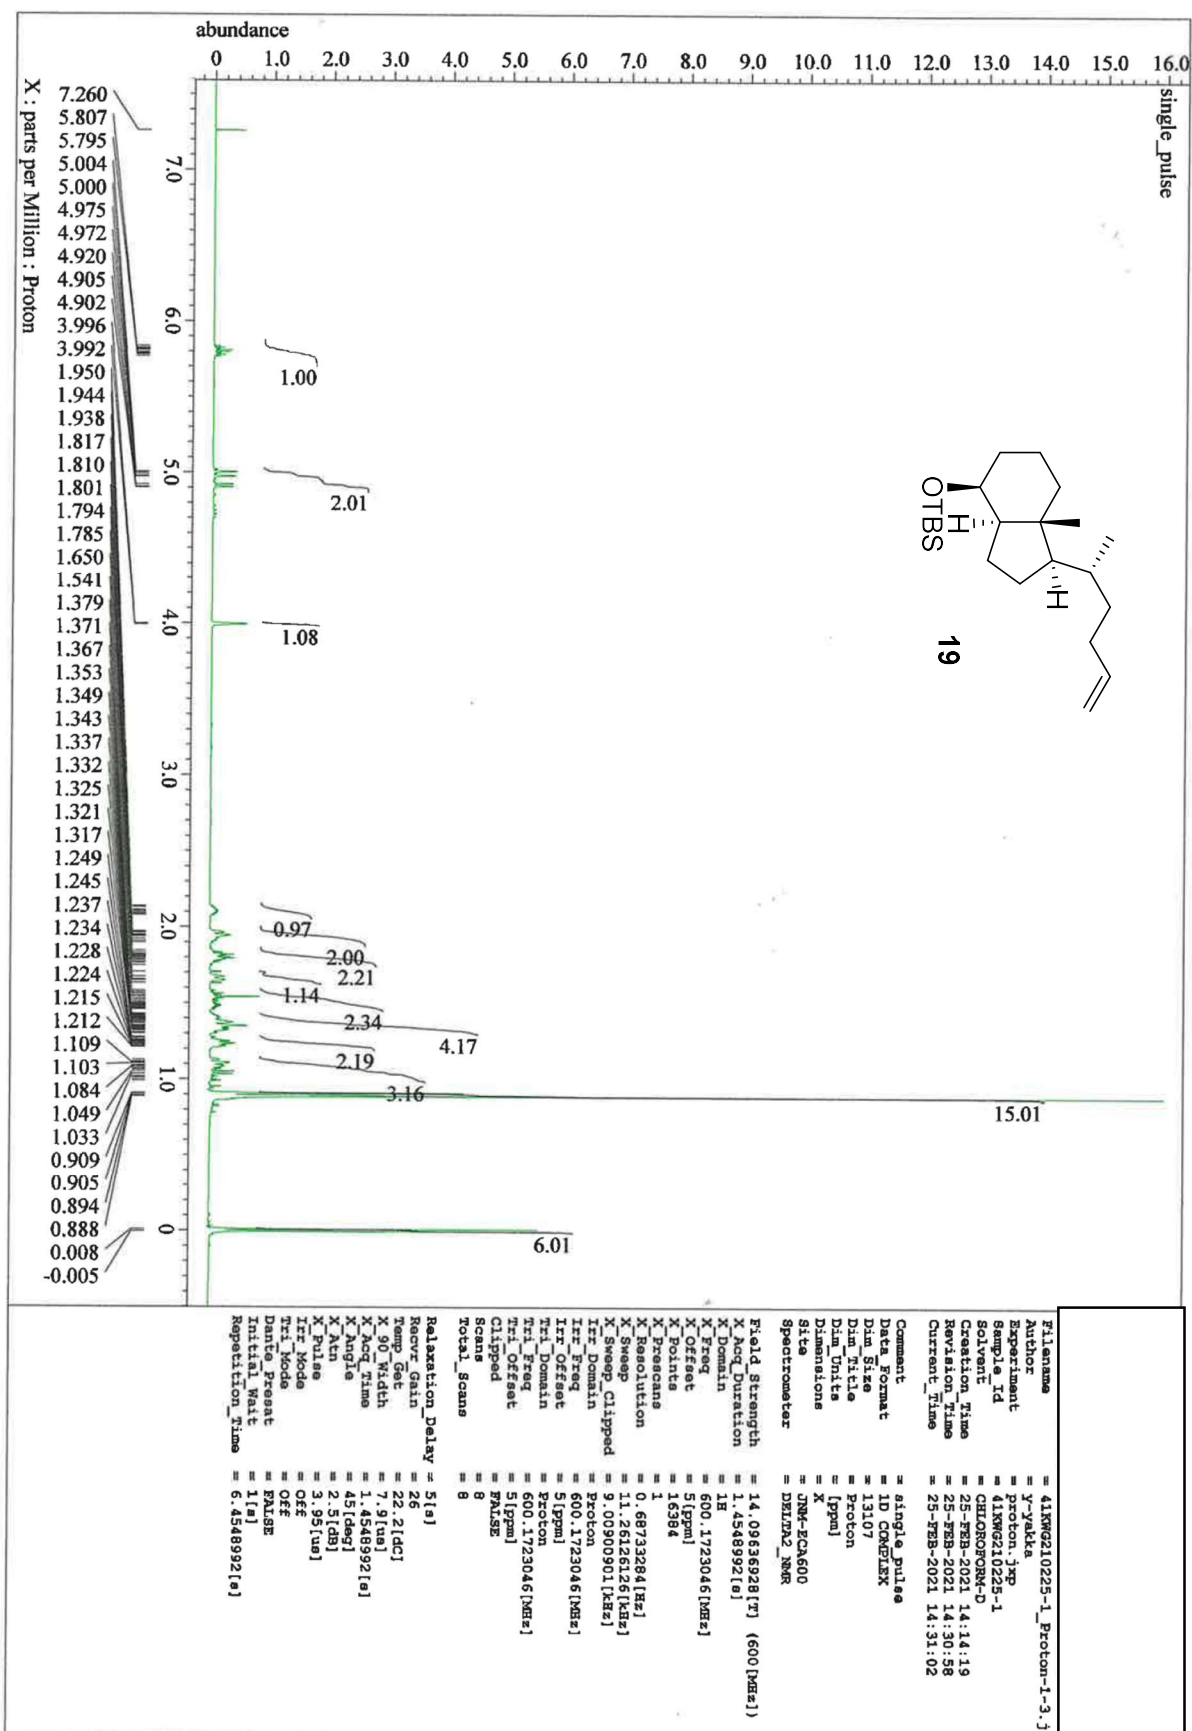 single_pulse
abundance
0 1.0 2.0 3.0 4.0 5.0 6.0 7.0 8.0 9.0 10.0 11.0 12.0 13.0 14.0 15.0 16.0
OTBS
H
H
19
1.00
2.01
1.08
0.97
2.00
2.21
1.14
2.34
4.17
2.19
3.16
15.01
6.01
7.0 6.0 5.0 4.0 3.0 2.0 1.0 0
7.260
5.807
5.795
5.004
5.000
4.975
4.972
4.920
4.905
4.902
3.996
3.992
1.950
1.944
1.938
1.817
1.810
1.801
1.794
1.785
1.650
1.541
1.379
1.371
1.367
1.353
1.349
1.343
1.337
1.332
1.325
1.321
1.317
1.249
1.245
1.237
1.234
1.228
1.224
1.215
1.212
1.109
1.103
1.084
1.049
1.033
0.909
0.905
0.894
0.888
0.008
-0.005
X : parts per Million : Proton
Filename = 41KWG210225-1_Proton-1-3.j
Author = y-yakka
Experiment = proton.jxp
Sample_Id = 41KWG210225-1
Solvent = CHLOROFORM-D
Creation_Time = 25-FEB-2021 14:14:19
Revision_Time = 25-FEB-2021 14:30:58
Current_Time = 25-FEB-2021 14:31:02
Comment = single_pulse
Data_Format = 1D COMPLEX
Dim_Size = 13107
Dim_Title = Proton
Dim_Units = [ppm]
Dimensions = X
Site = JNM-ECA600
Spectrometer = DELTA2_NMR
Field_Strength = 14.09636928[T] (600[MHz])
X_Acq_Duration = 1.4548992[s]
X_Domain = 1H
X_Freq = 600.1723046[MHz]
X_Offset = 5[ppm]
X_Points = 16384
X_Prescans = 1
X_Resolution = 0.68733284[Hz]
X_Sweep = 11.26126126[kHz]
X_Sweep_Clipped = 9.00900901[kHz]
Irr_Domain = Proton
Irr_Freq = 600.1723046[MHz]
Irr_Offset = 5[ppm]
Tri_Domain = Proton
Tri_Freq = 600.1723046[MHz]
Tri_Offset = 5[ppm]
Clipped = FALSE
Scans = 8
Total_Scans = 8
Relaxation_Delay = 5[s]
Recvr_Gain = 26
Temp_Get = 22.2[dC]
X_90_Width = 7.9[us]
X_Acq_Time = 1.4548992[s]
X_Angle = 45[deg]
X_Atn = 2.5[dB]
X_Pulse = 3.95[us]
Irr_Mode = Off
Tri_Mode = Off
Dante_Presat = FALSE
Initial_Wait = 1[s]
Repetition_Time = 6.4548992[s]